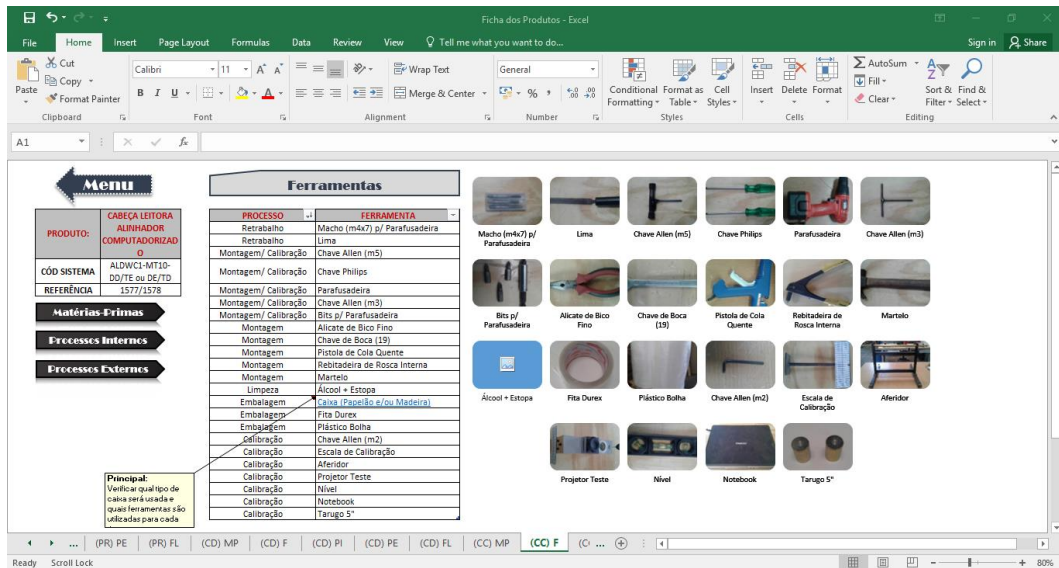 Ficha dos Produtos - Excel
File Home Insert Page Layout Formulas Data Review View Tell me what you want to do... Sign in Share
Paste
Cut
Copy
Format Painter
Clipboard
Calibri 11
B I U
Font
Wrap Text
Merge & Center
Alignment
General
Number
Conditional Formatting
Format as Table
Cell Styles
Styles
Insert Delete Format
Cells
AutoSum
Fill
Clear
Sort & Filter
Find & Select
Editing
A1
fx
Menu
PRODUTO: CABEÇA LEITORA
ALINHADOR
COMPUTADORIZAD
O
CÓD SISTEMA ALDWC1-MT10-
DD/TE ou DE/TD
REFERÊNCIA 1577/1578
Matérias-Primas
Processos Internos
Processos Externos
Ferramentas
PROCESSO FERRAMENTA
Retrabalho Macho (m4x7) p/ Parafusadeira
Retrabalho Lima
Montagem/ Calibração Chave Allen (m5)
Montagem/ Calibração Chave Philips
Montagem/ Calibração Parafusadeira
Montagem/ Calibração Chave Allen (m3)
Montagem/ Calibração Bits p/ Parafusadeira
Montagem Alicate de Bico Fino
Montagem Chave de Boca (19)
Montagem Pistola de Cola Quente
Montagem Rebitadeira de Rosca Interna
Montagem Martelo
Limpeza Álcool + Estopa
Embalagem Caixa (Papelão e/ou Madeira)
Embalagem Fita Durex
Embalagem Plástico Bolha
Calibração Chave Allen (m2)
Calibração Escala de Calibração
Calibração Aferidor
Calibração Projetor Teste
Calibração Nível
Calibração Notebook
Calibração Tarugo 5"
Principal:
Verificar qual tipo de
caixa será usada e
quais ferramentas são
utilizadas para cada
Macho (m4x7) p/
Parafusadeira
Lima
Chave Allen (m5)
Chave Philips
Parafusadeira
Chave Allen (m3)
Bits p/
Parafusadeira
Alicate de Bico
Fino
Chave de Boca
(19)
Pistola de Cola
Quente
Rebitadeira de
Rosca Interna
Martelo
Álcool + Estopa
Fita Durex
Plástico Bolha
Chave Allen (m2)
Escala de
Calibração
Aferidor
Projetor Teste
Nível
Notebook
Tarugo 5"
... (PR) PE (PR) FL (CD) MP (CD) F (CD) PI (CD) PE (CD) FL (CC) MP (CC) F ...
Ready Scroll Lock 80%